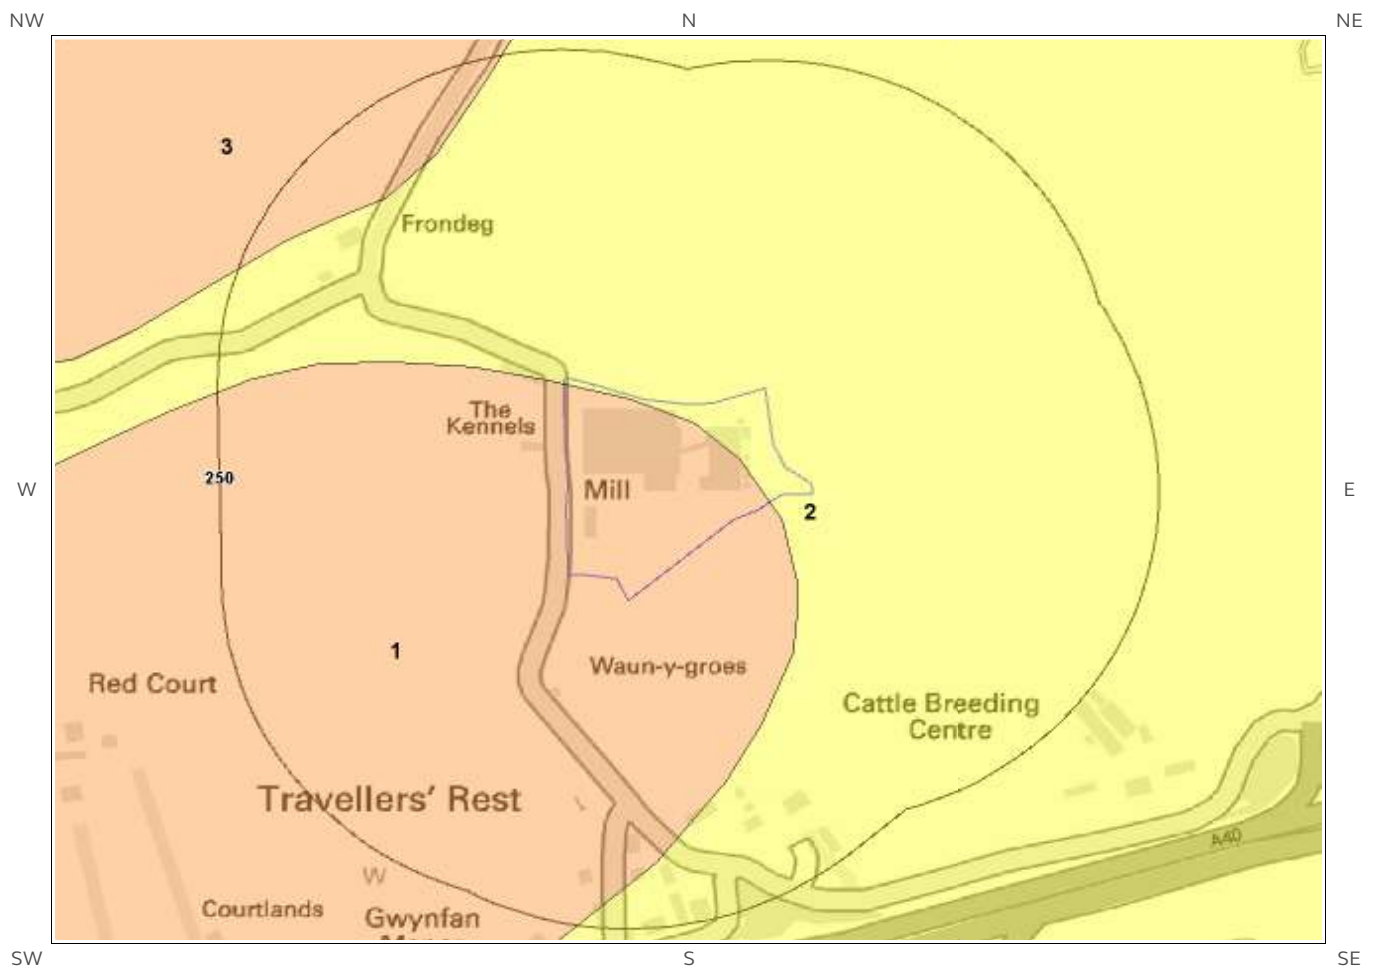 NW
N
NE
3
Frondeg
The
Kennels
W
250
Mill
2
E
1
Waun-y-groes
Red Court
Cattle Breeding
Centre
Travellers' Rest
A40
W
Courtlands
Gwynfan
SW
S
SE